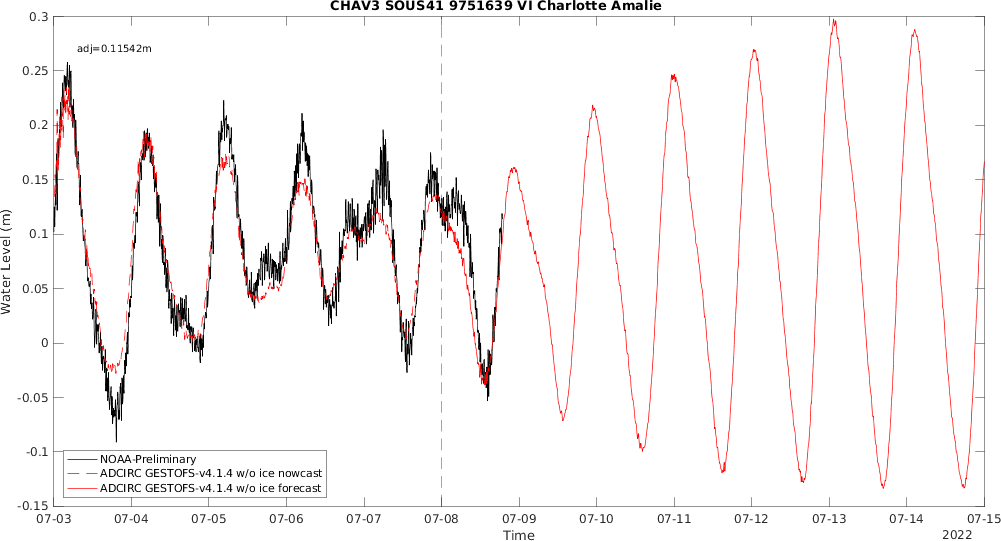 CHAV3 SOUS41 9751639 VI Charlotte Amalie
adj=0.11542m
0.3
0.25
0.2
0.15
0.1
0.05
0
-0.05
-0.1
-0.15
Water Level (m)
NOAA-Preliminary
ADCIRC GESTOFS-v4.1.4 w/o ice nowcast
ADCIRC GESTOFS-v4.1.4 w/o ice forecast
07-03 07-04 07-05 07-06 07-07 07-08 07-09 07-10 07-11 07-12 07-13 07-14 07-15
Time
2022